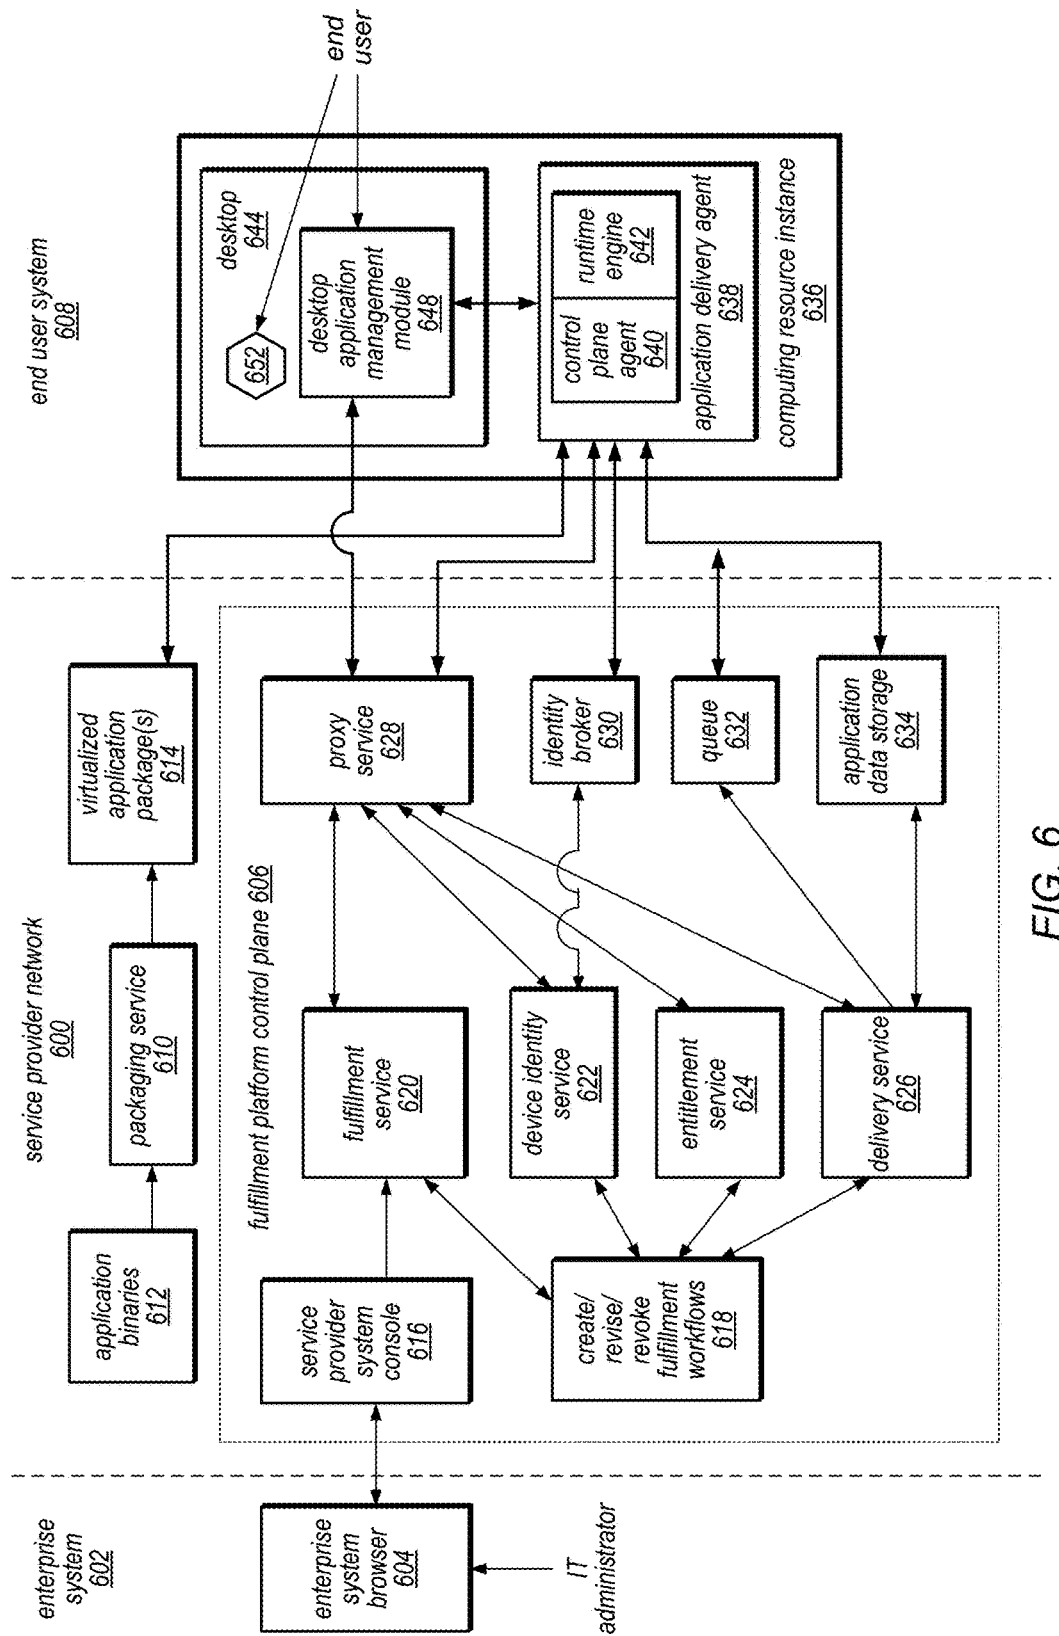 enterprise
system
602
service provider network
600
end user system
608
application
binaries
612
packaging service
610
virtualized
application
package(s)
614
fulfillment platform control plane 606
enterprise
system
browser
604
IT
administrator
service
provider
system
console
616
create/
revise/
revoke
fulfillment
workflows
618
fulfillment
service
620
device identity
service
622
entitlement
service
624
delivery service
626
proxy
service
628
identity
broker
630
queue
632
application
data storage
634
desktop
644
652
desktop
application
management
module
648
control
plane
agent
640
runtime
engine
642
application delivery agent
638
computing resource instance
636
end
user
FIG. 6